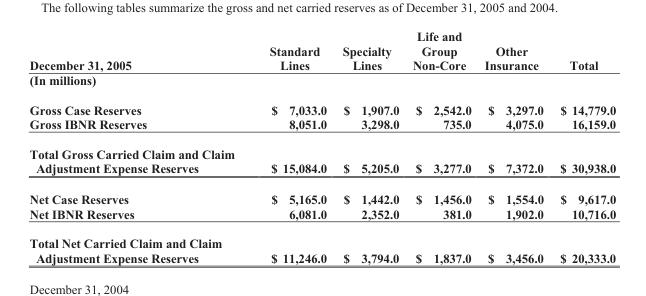 The following tables summarize the gross and net carried reserves as of December 31, 2005 and 2004.
Life and
Standard Specialty Group Other
December 31, 2005 Lines Lines Non-Core Insurance Total
(In millions)
Gross Case Reserves $ 7,033.0 $ 1,907.0 $ 2,542.0 $ 3,297.0 $ 14,779.0
Gross IBNR Reserves 8,051.0 3,298.0 735.0 4,075.0 16,159.0
Total Gross Carried Claim and Claim
Adjustment Expense Reserves $ 15,084.0 $ 5,205.0 $ 3,277.0 $ 7,372.0 $ 30,938.0
Net Case Reserves $ 5,165.0 $ 1,442.0 $ 1,456.0 $ 1,554.0 $ 9,617.0
Net IBNR Reserves 6,081.0 2,352.0 381.0 1,902.0 10,716.0
Total Net Carried Claim and Claim
Adjustment Expense Reserves $ 11,246.0 $ 3,794.0 $ 1,837.0 $ 3,456.0 $ 20,333.0
December 31, 2004